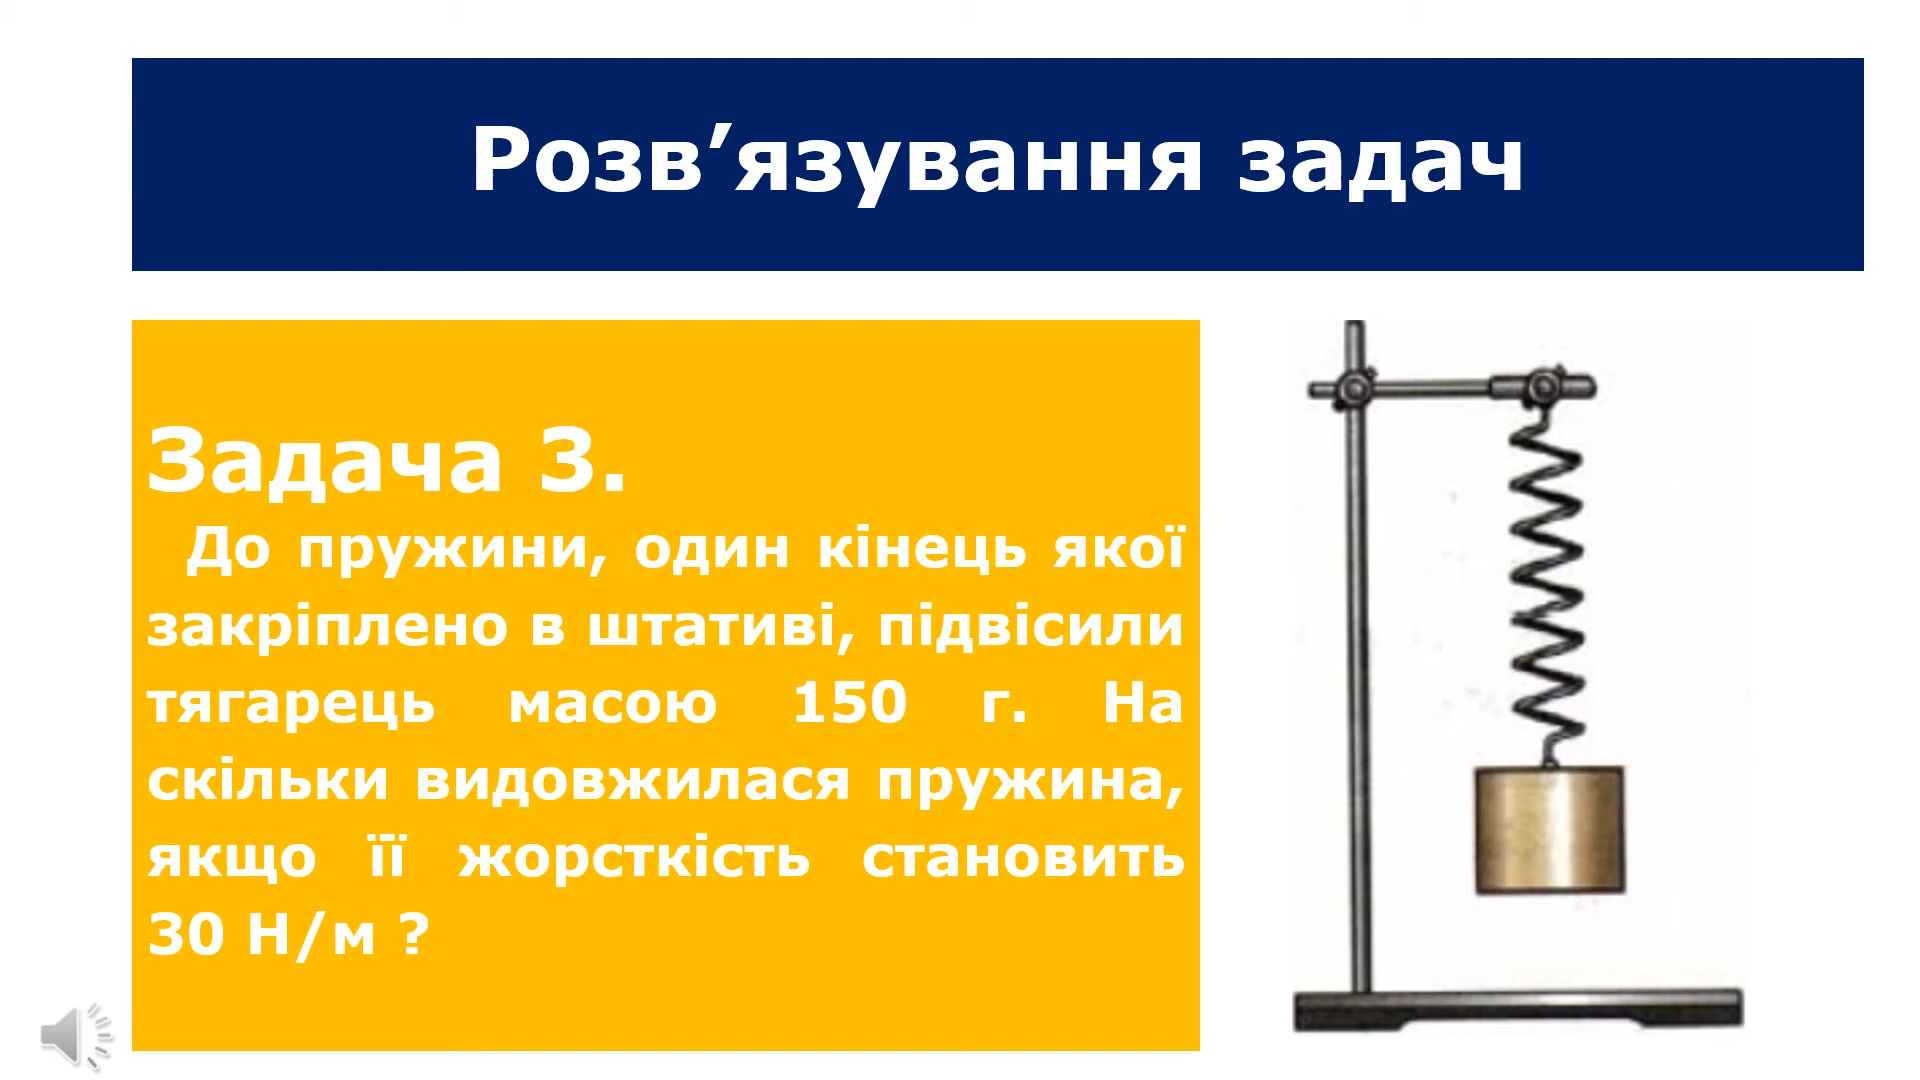 Розв’язування задач
Задача 3.
До пружини, один кінець якої
закріплено в штативі, підвісили
тягарець масою 150 г. На
скільки видовжилася пружина,
якщо її жорсткість становить
30 Н/м ?